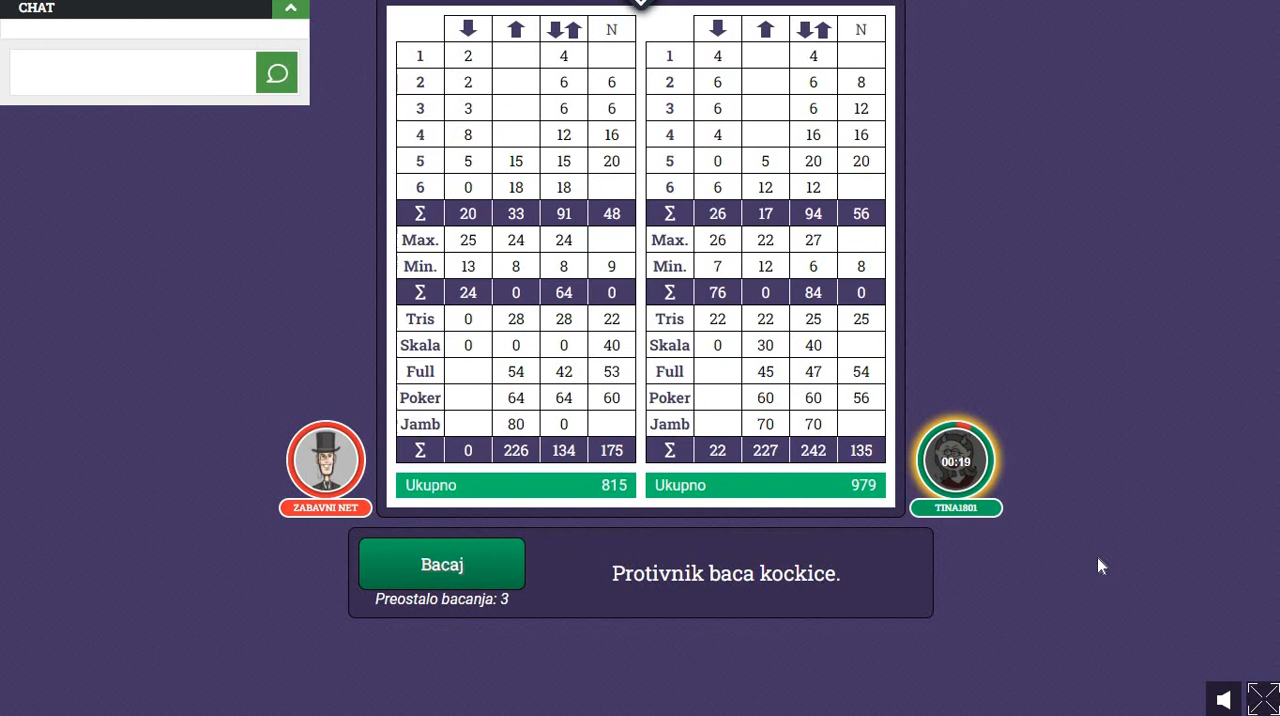 CHAT
N N
1 2 4 1 4 4
2 2 6 6 2 6 6 8
3 3 6 6 3 6 6 12
4 8 12 16 4 4 16 16
5 5 15 15 20 5 0 5 20 20
6 0 18 18 6 6 12 12
Σ 20 33 91 48 Σ 26 17 94 56
Max. 25 24 24 Max. 26 22 27
Min. 13 8 8 9 Min. 7 12 6 8
Σ 24 0 64 0 Σ 76 0 84 0
Tris 0 28 28 22 Tris 22 22 25 25
Skala 0 0 0 40 Skala 0 30 40
Full 54 42 53 Full 45 47 54
Poker 64 64 60 Poker 60 60 56
Jamb 80 0 Jamb 70 70
Σ 0 226 134 175 Σ 22 227 242 135
00:19
Ukupno 815 Ukupno 979
ZABAVNI NET
TINA1801
Bacaj
Protivnik baca kockice.
Preostalo bacanja: 3